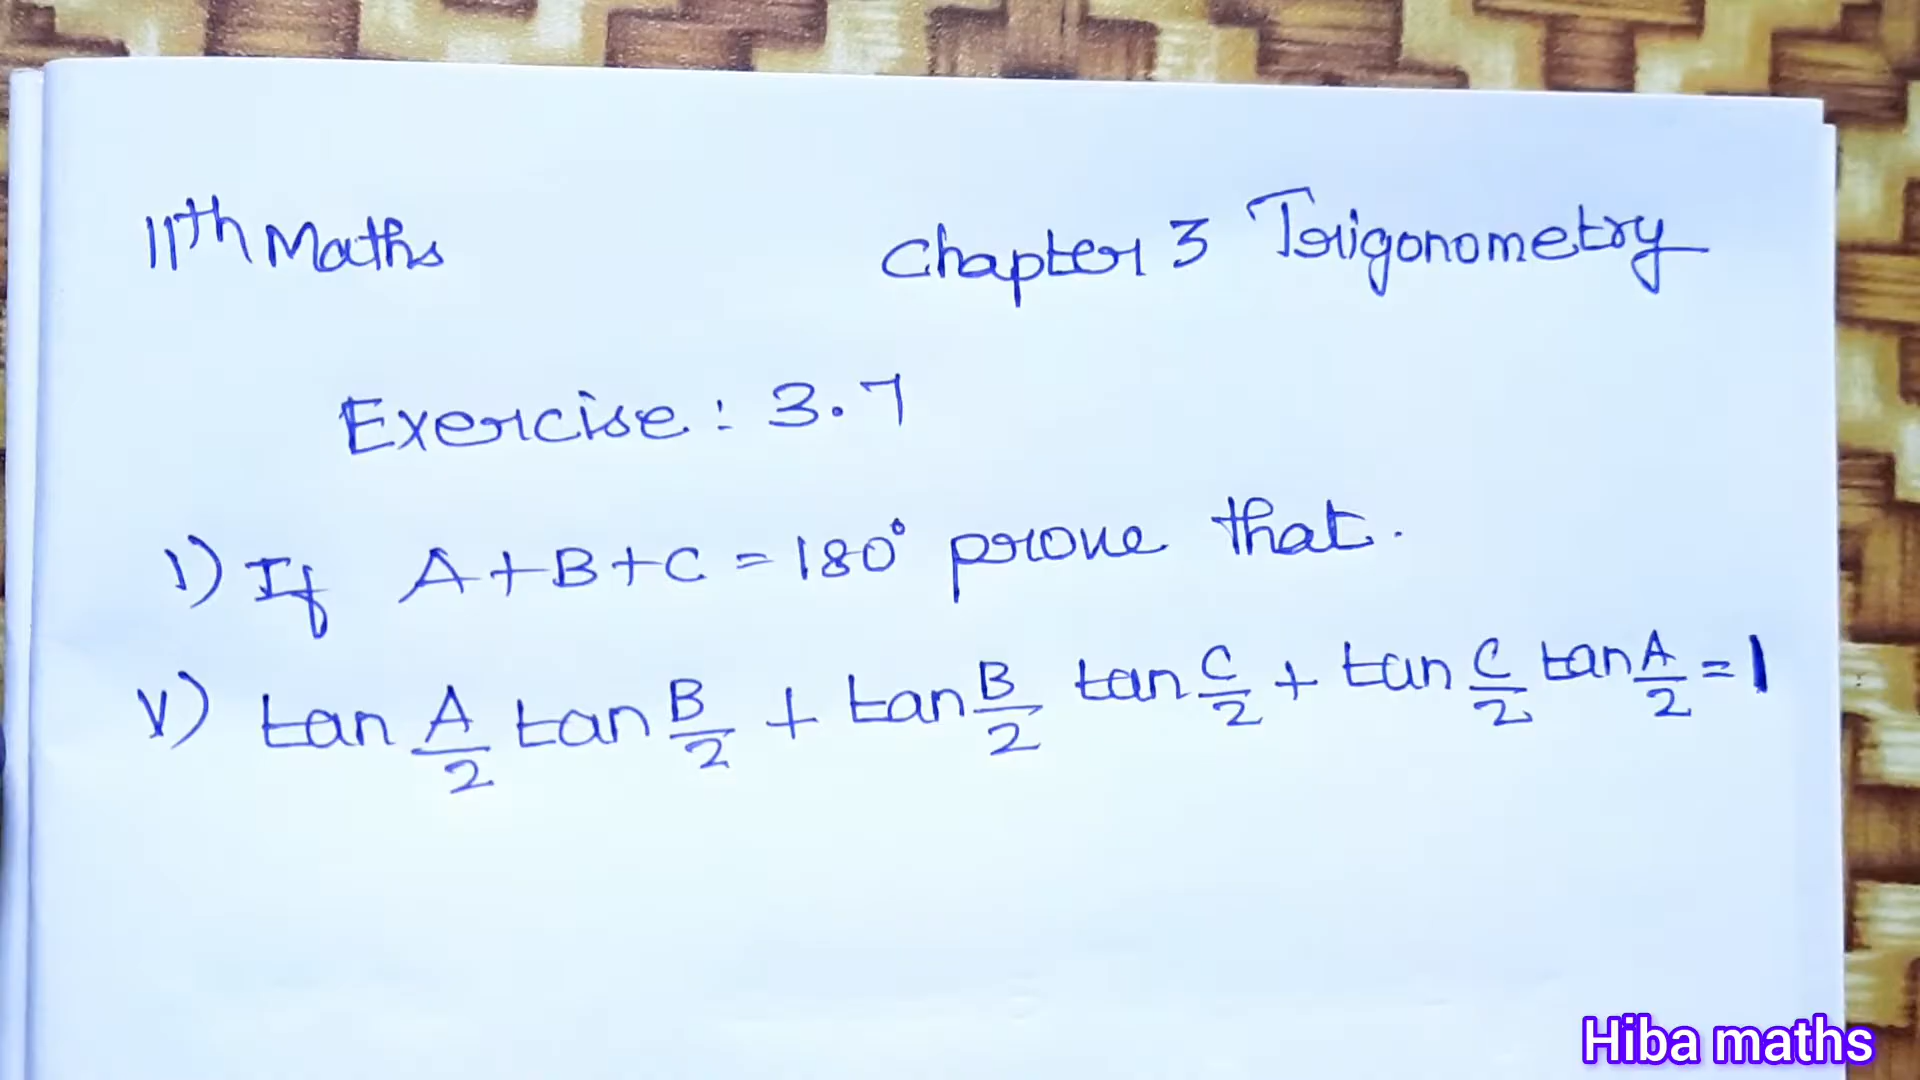 11th Maths Chapter 3 Trigonometry
Exercise: 3.7
1) If A+B+C = 180° prove that.
V) tan A/2 tan B/2 + tan B/2 tan C/2 + tan C/2 tan A/2 = 1
Hiba maths